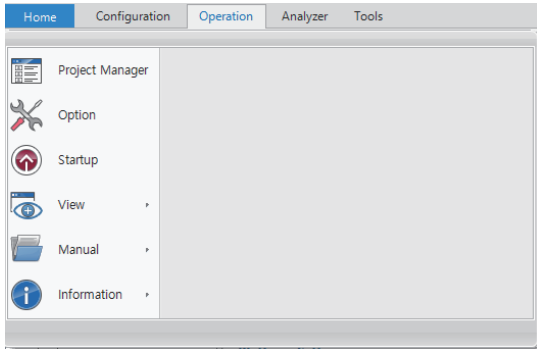 Home Configuration Operation Analyzer Tools
Project Manager
Option
Startup
View
Manual
Information